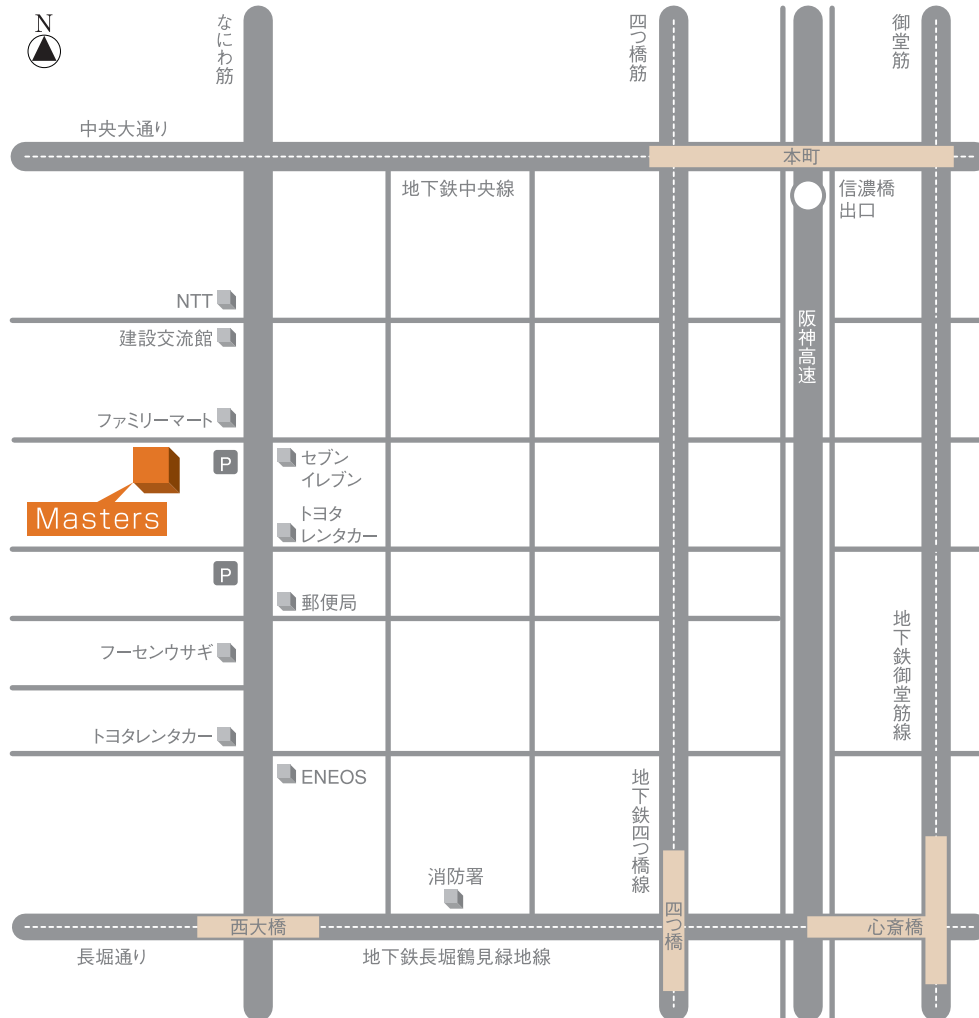 N
なにわ筋
四つ橋筋
御堂筋
中央大通り
本町
地下鉄中央線
信濃橋
出口
NTT
建設交流館
阪神高速
ファミリーマート
P
セブン
イレブン
Masters
トヨタ
レンタカー
P
郵便局
フーセンウサギ
地下鉄御堂筋線
トヨタレンタカー
ENEOS
地下鉄四つ橋線
消防署
西大橋
四つ橋
心斎橋
長堀通り
地下鉄長堀鶴見緑地線